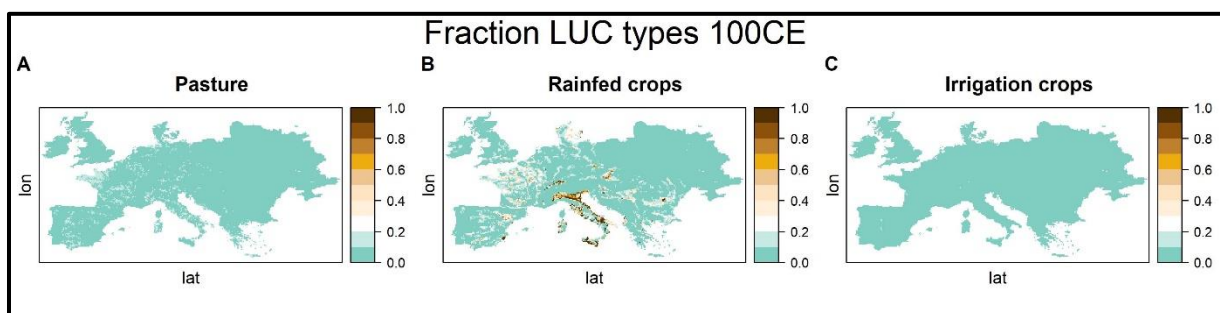 Fraction LUC types 100CE
A
Pasture
lon
lat
1.0
0.8
0.6
0.4
0.2
0.0
B
Rainfed crops
lon
lat
1.0
0.8
0.6
0.4
0.2
0.0
C
Irrigation crops
lon
lat
1.0
0.8
0.6
0.4
0.2
0.0